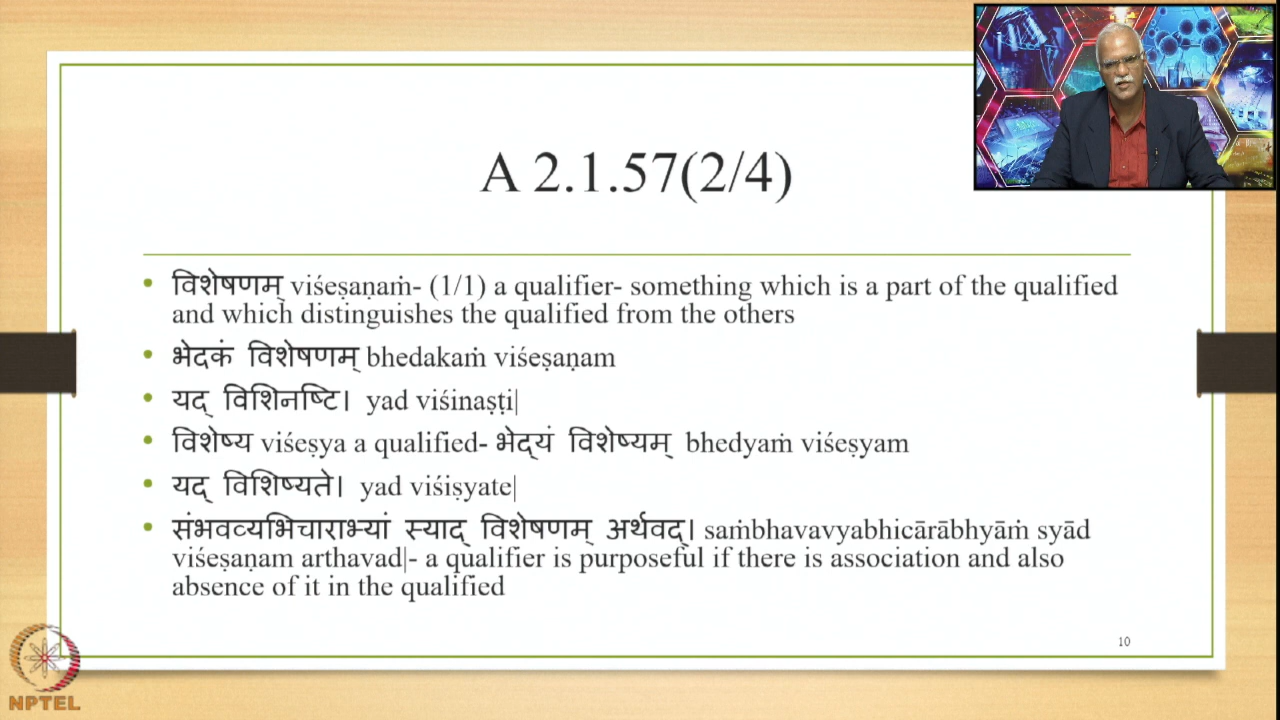 A 2.1.57(2/4)
विशेषणम् viśeṣaṇaṁ- (1/1) a qualifier- something which is a part of the qualified
and which distinguishes the qualified from the others
भेदकं विशेषणम् bhedakaṁ viśeṣaṇam
यद् विशिनष्टि। yad viśinaṣṭi|
विशेष्य viśeṣya a qualified- भेद्यं विशेष्यम् bhedyaṁ viśeṣyam
यद् विशिष्यते। yad viśiṣyate|
संभवव्यभिचाराभ्यां स्याद् विशेषणम् अर्थवद्। saṁbhavavyabhicārābhyāṁ syād
viśeṣaṇam arthavad|- a qualifier is purposeful if there is association and also
absence of it in the qualified
10
NPTEL